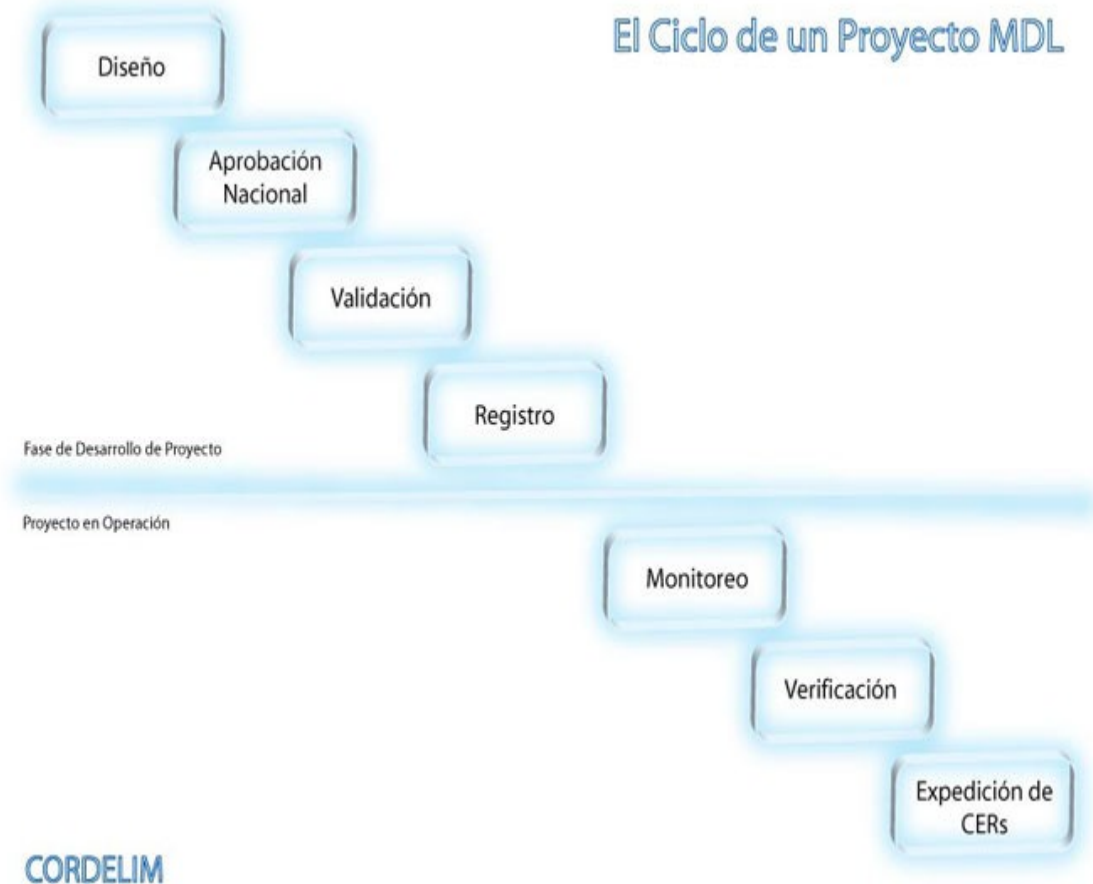 El Ciclo de un Proyecto MDL
Diseño
Aprobación
Nacional
Validación
Registro
Fase de Desarrollo de Proyecto
Proyecto en Operación
Monitoreo
Verificación
Expedición de
CERs
CORDELIM